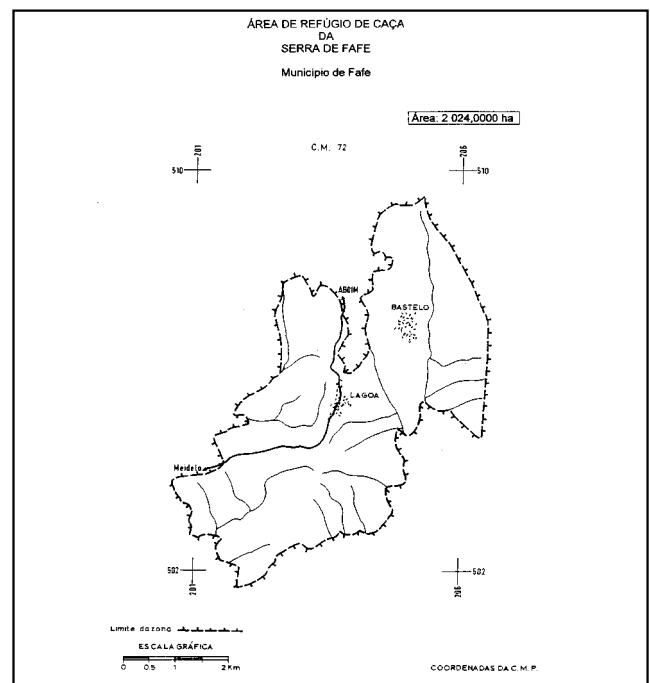 ÁREA DE REFÚGIO DE CAÇA
DA
SERRA DE FAFE
Município de Fafe
Área: 2 024,0000 ha
C.M. 72
201
510
206
510
ABOIM
BASTELO
LAGOA
502
201
502
206
Limite da zona
ESCALA GRÁFICA
0 0.5 1 2 Km
COORDENADAS DA C.M.P.